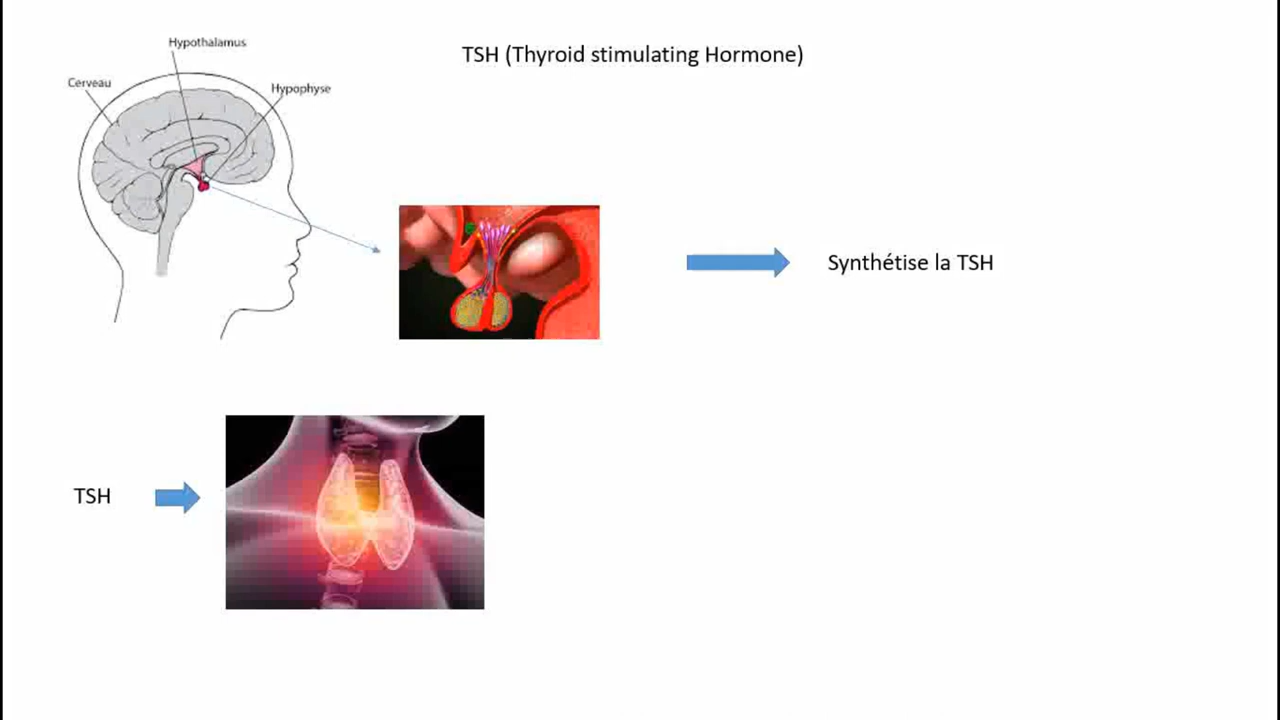 Hypothalamus
TSH (Thyroid stimulating Hormone)
Cerveau
Hypophyse
Synthétise la TSH
TSH